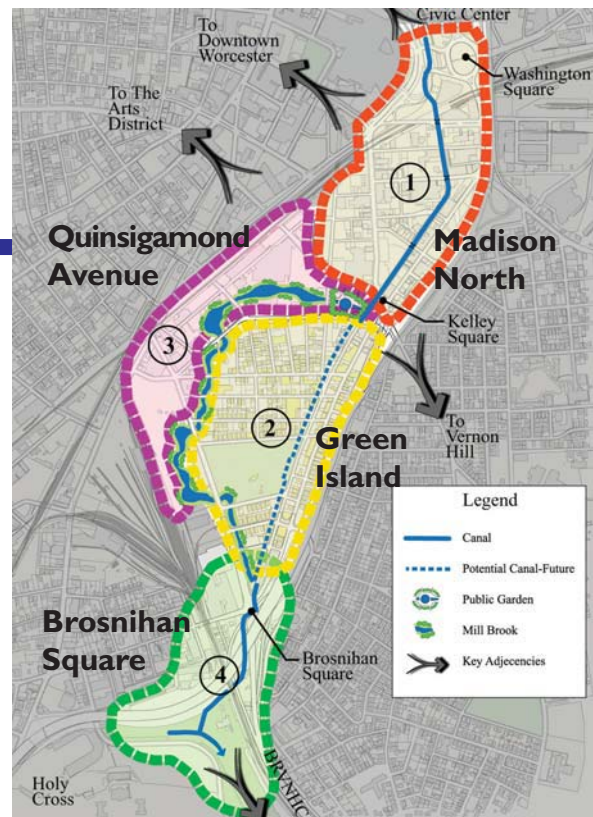 Civic Center
To
Downtown
Worcester
Washington
Square
To The
Arts
District
1
Quinsigamond
Avenue
Madison
North
Kelley
Square
3
2
Green
Island
To
Vernon
Hill
Legend
Canal
Potential Canal-Future
Public Garden
Mill Brook
Key Adjecencies
Brosnihan
Square
Brosnihan
Square
4
BRVNHC
Holy
Cross